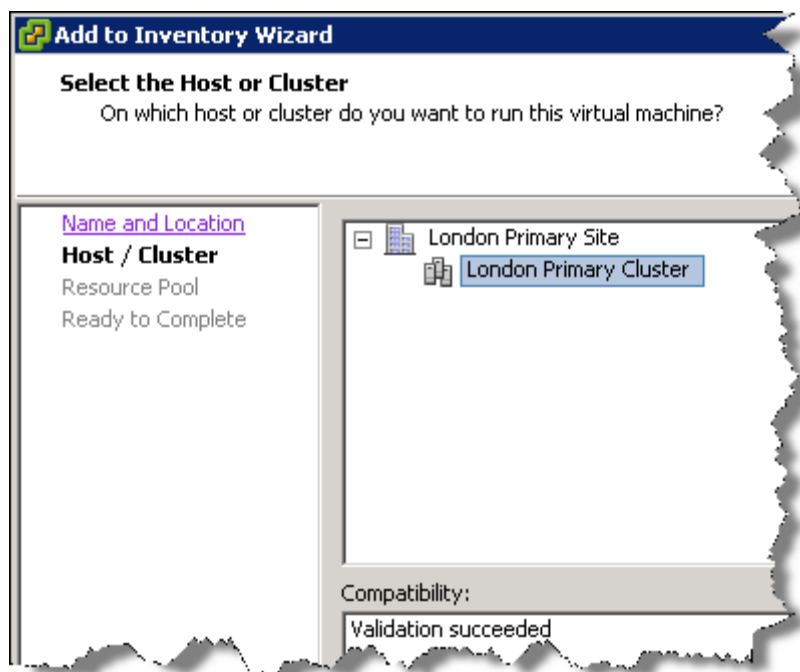 Add to Inventory Wizard
Select the Host or Cluster
On which host or cluster do you want to run this virtual machine?
Name and Location
Host / Cluster
Resource Pool
Ready to Complete
London Primary Site
London Primary Cluster
Compatibility:
Validation succeeded